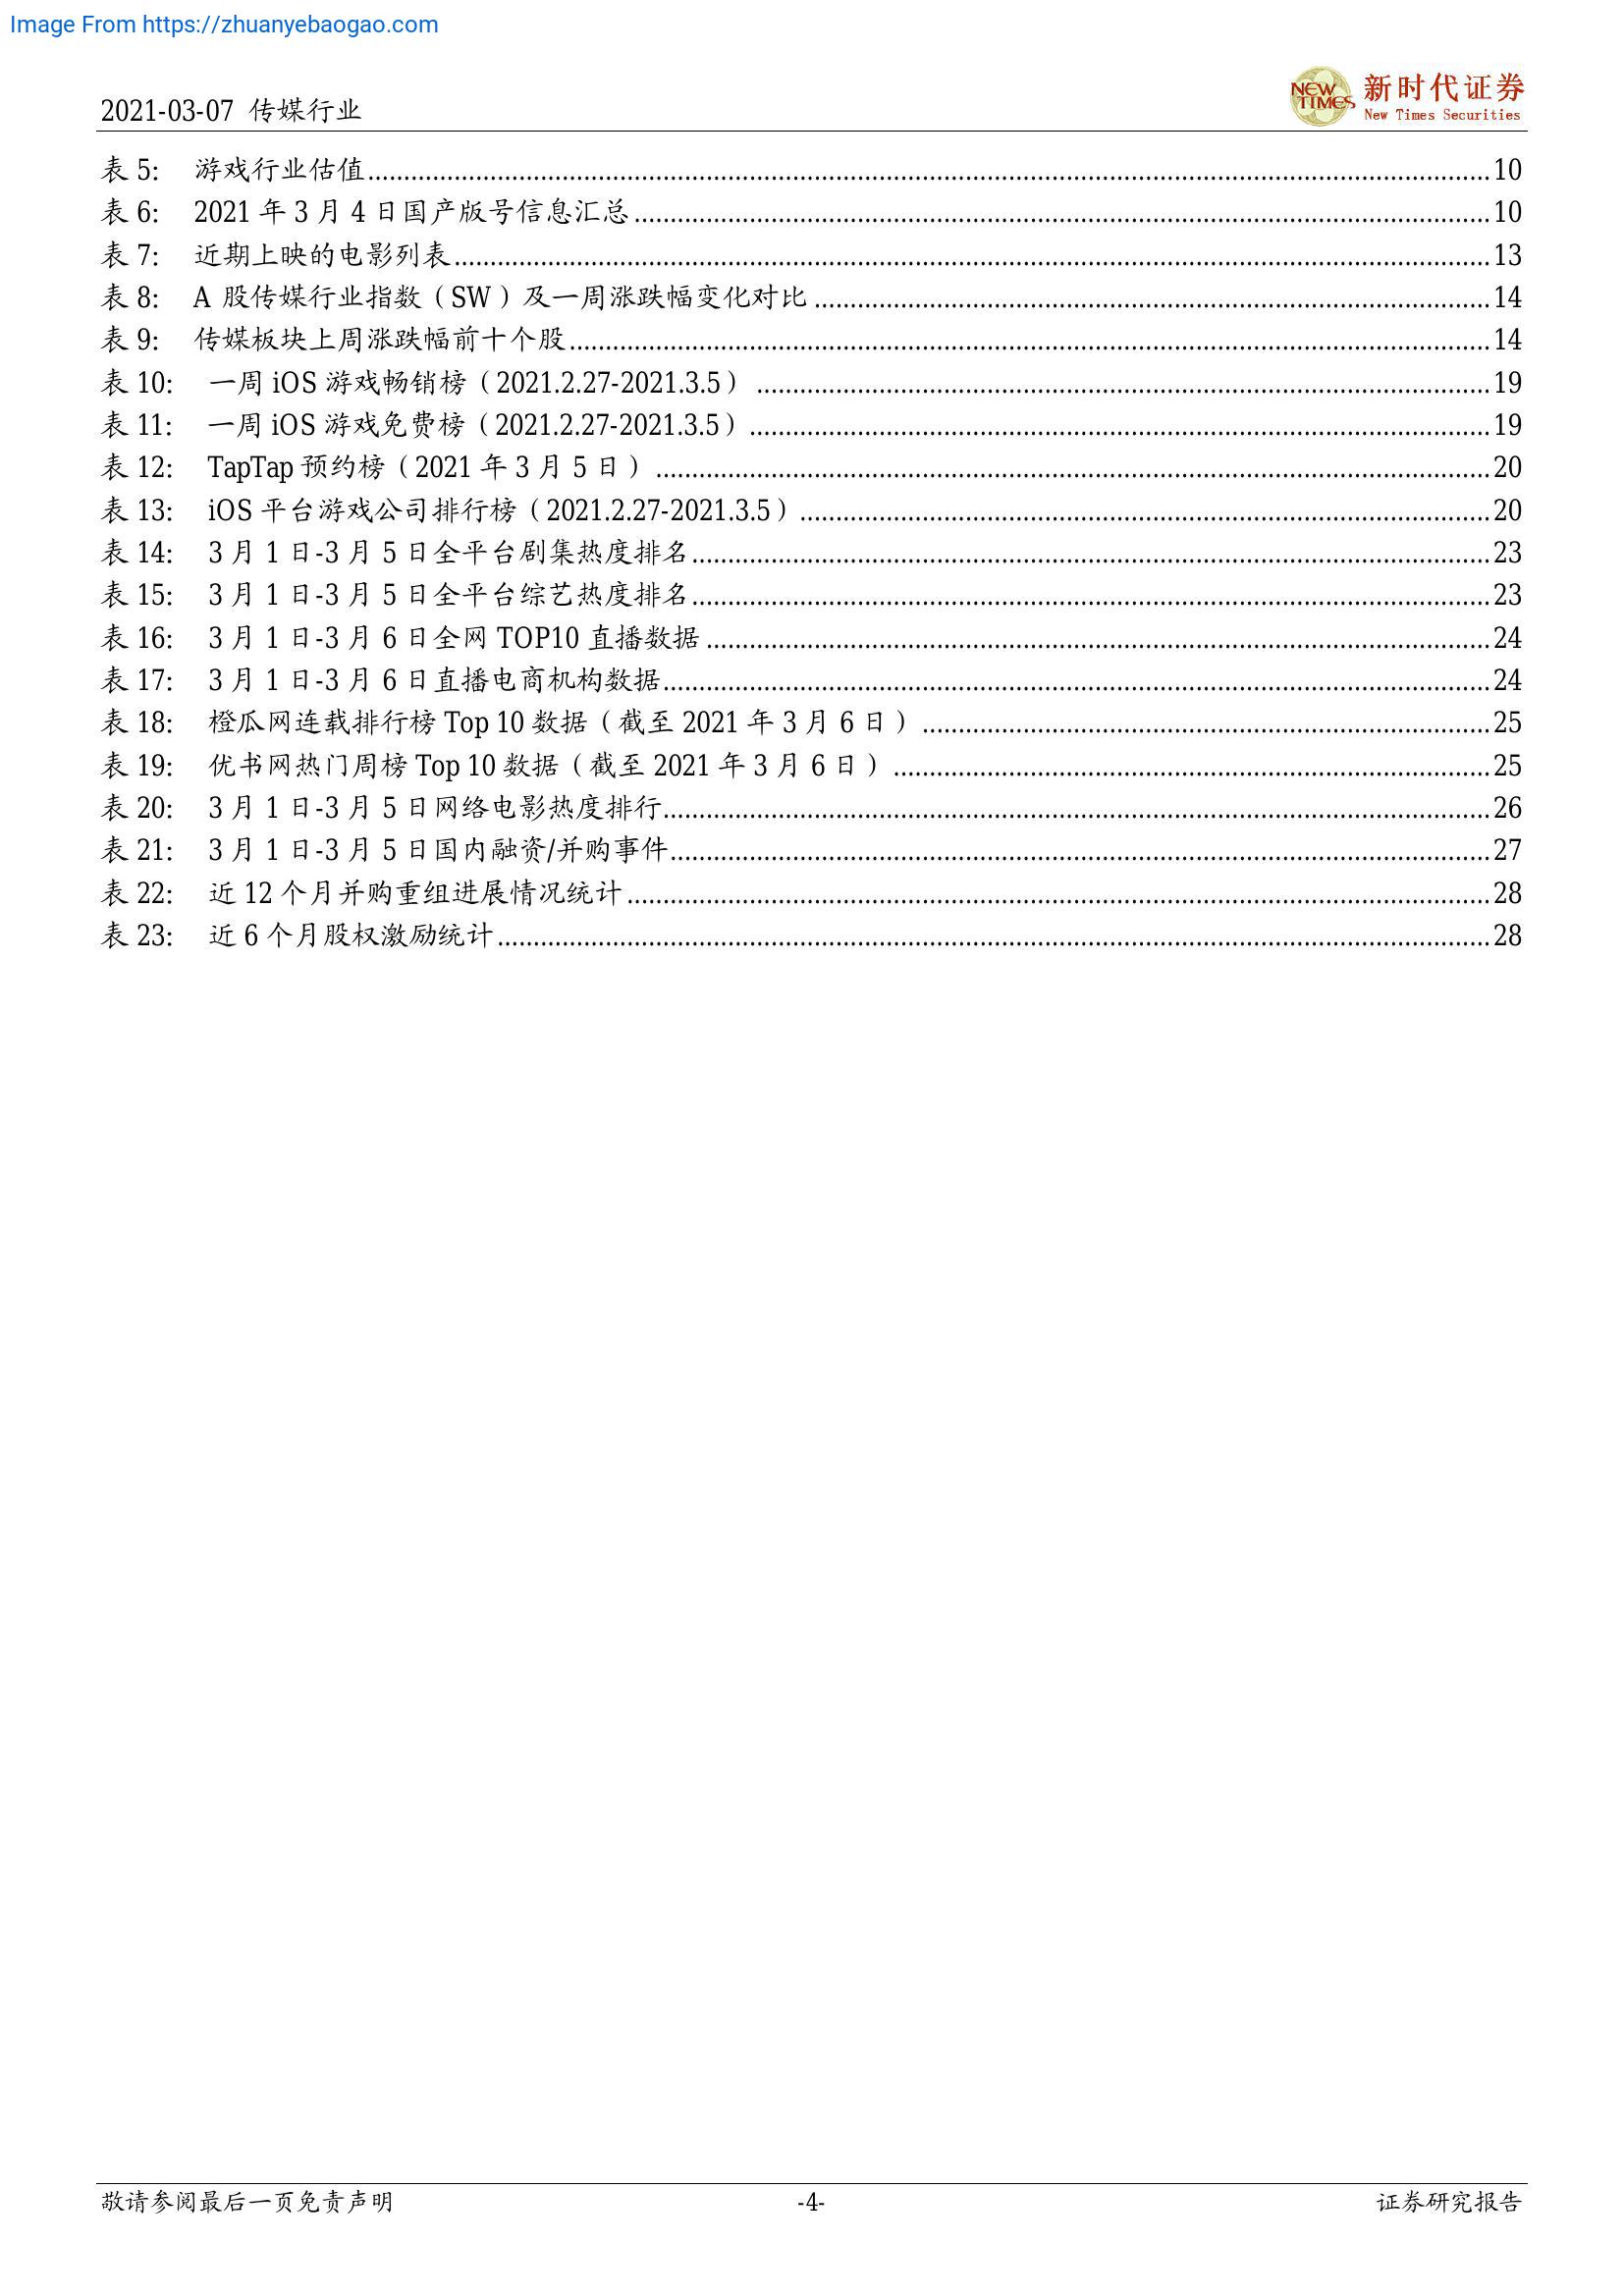 Image From https://zhuanyebaogao.com
2021-03-07 传媒行业
NEW TIMES 新时代证券
New Times Securities
表 5: 游戏行业估值 10
表 6: 2021 年 3 月 4 日国产版号信息汇总 10
表 7: 近期上映的电影列表 13
表 8: A 股传媒行业指数（SW）及一周涨跌幅变化对比 14
表 9: 传媒板块上周涨跌幅前十个股 14
表 10: 一周 iOS 游戏畅销榜（2021.2.27-2021.3.5） 19
表 11: 一周 iOS 游戏免费榜（2021.2.27-2021.3.5） 19
表 12: TapTap 预约榜（2021 年 3 月 5 日） 20
表 13: iOS 平台游戏公司排行榜（2021.2.27-2021.3.5） 20
表 14: 3 月 1 日-3 月 5 日全平台剧集热度排名 23
表 15: 3 月 1 日-3 月 5 日全平台综艺热度排名 23
表 16: 3 月 1 日-3 月 6 日全网 TOP10 直播数据 24
表 17: 3 月 1 日-3 月 6 日直播电商机构数据 24
表 18: 橙瓜网连载排行榜 Top 10 数据（截至 2021 年 3 月 6 日） 25
表 19: 优书网热门周榜 Top 10 数据（截至 2021 年 3 月 6 日） 25
表 20: 3 月 1 日-3 月 5 日网络电影热度排行 26
表 21: 3 月 1 日-3 月 5 日国内融资/并购事件 27
表 22: 近 12 个月并购重组进展情况统计 28
表 23: 近 6 个月股权激励统计 28
敬请参阅最后一页免责声明 -4- 证券研究报告